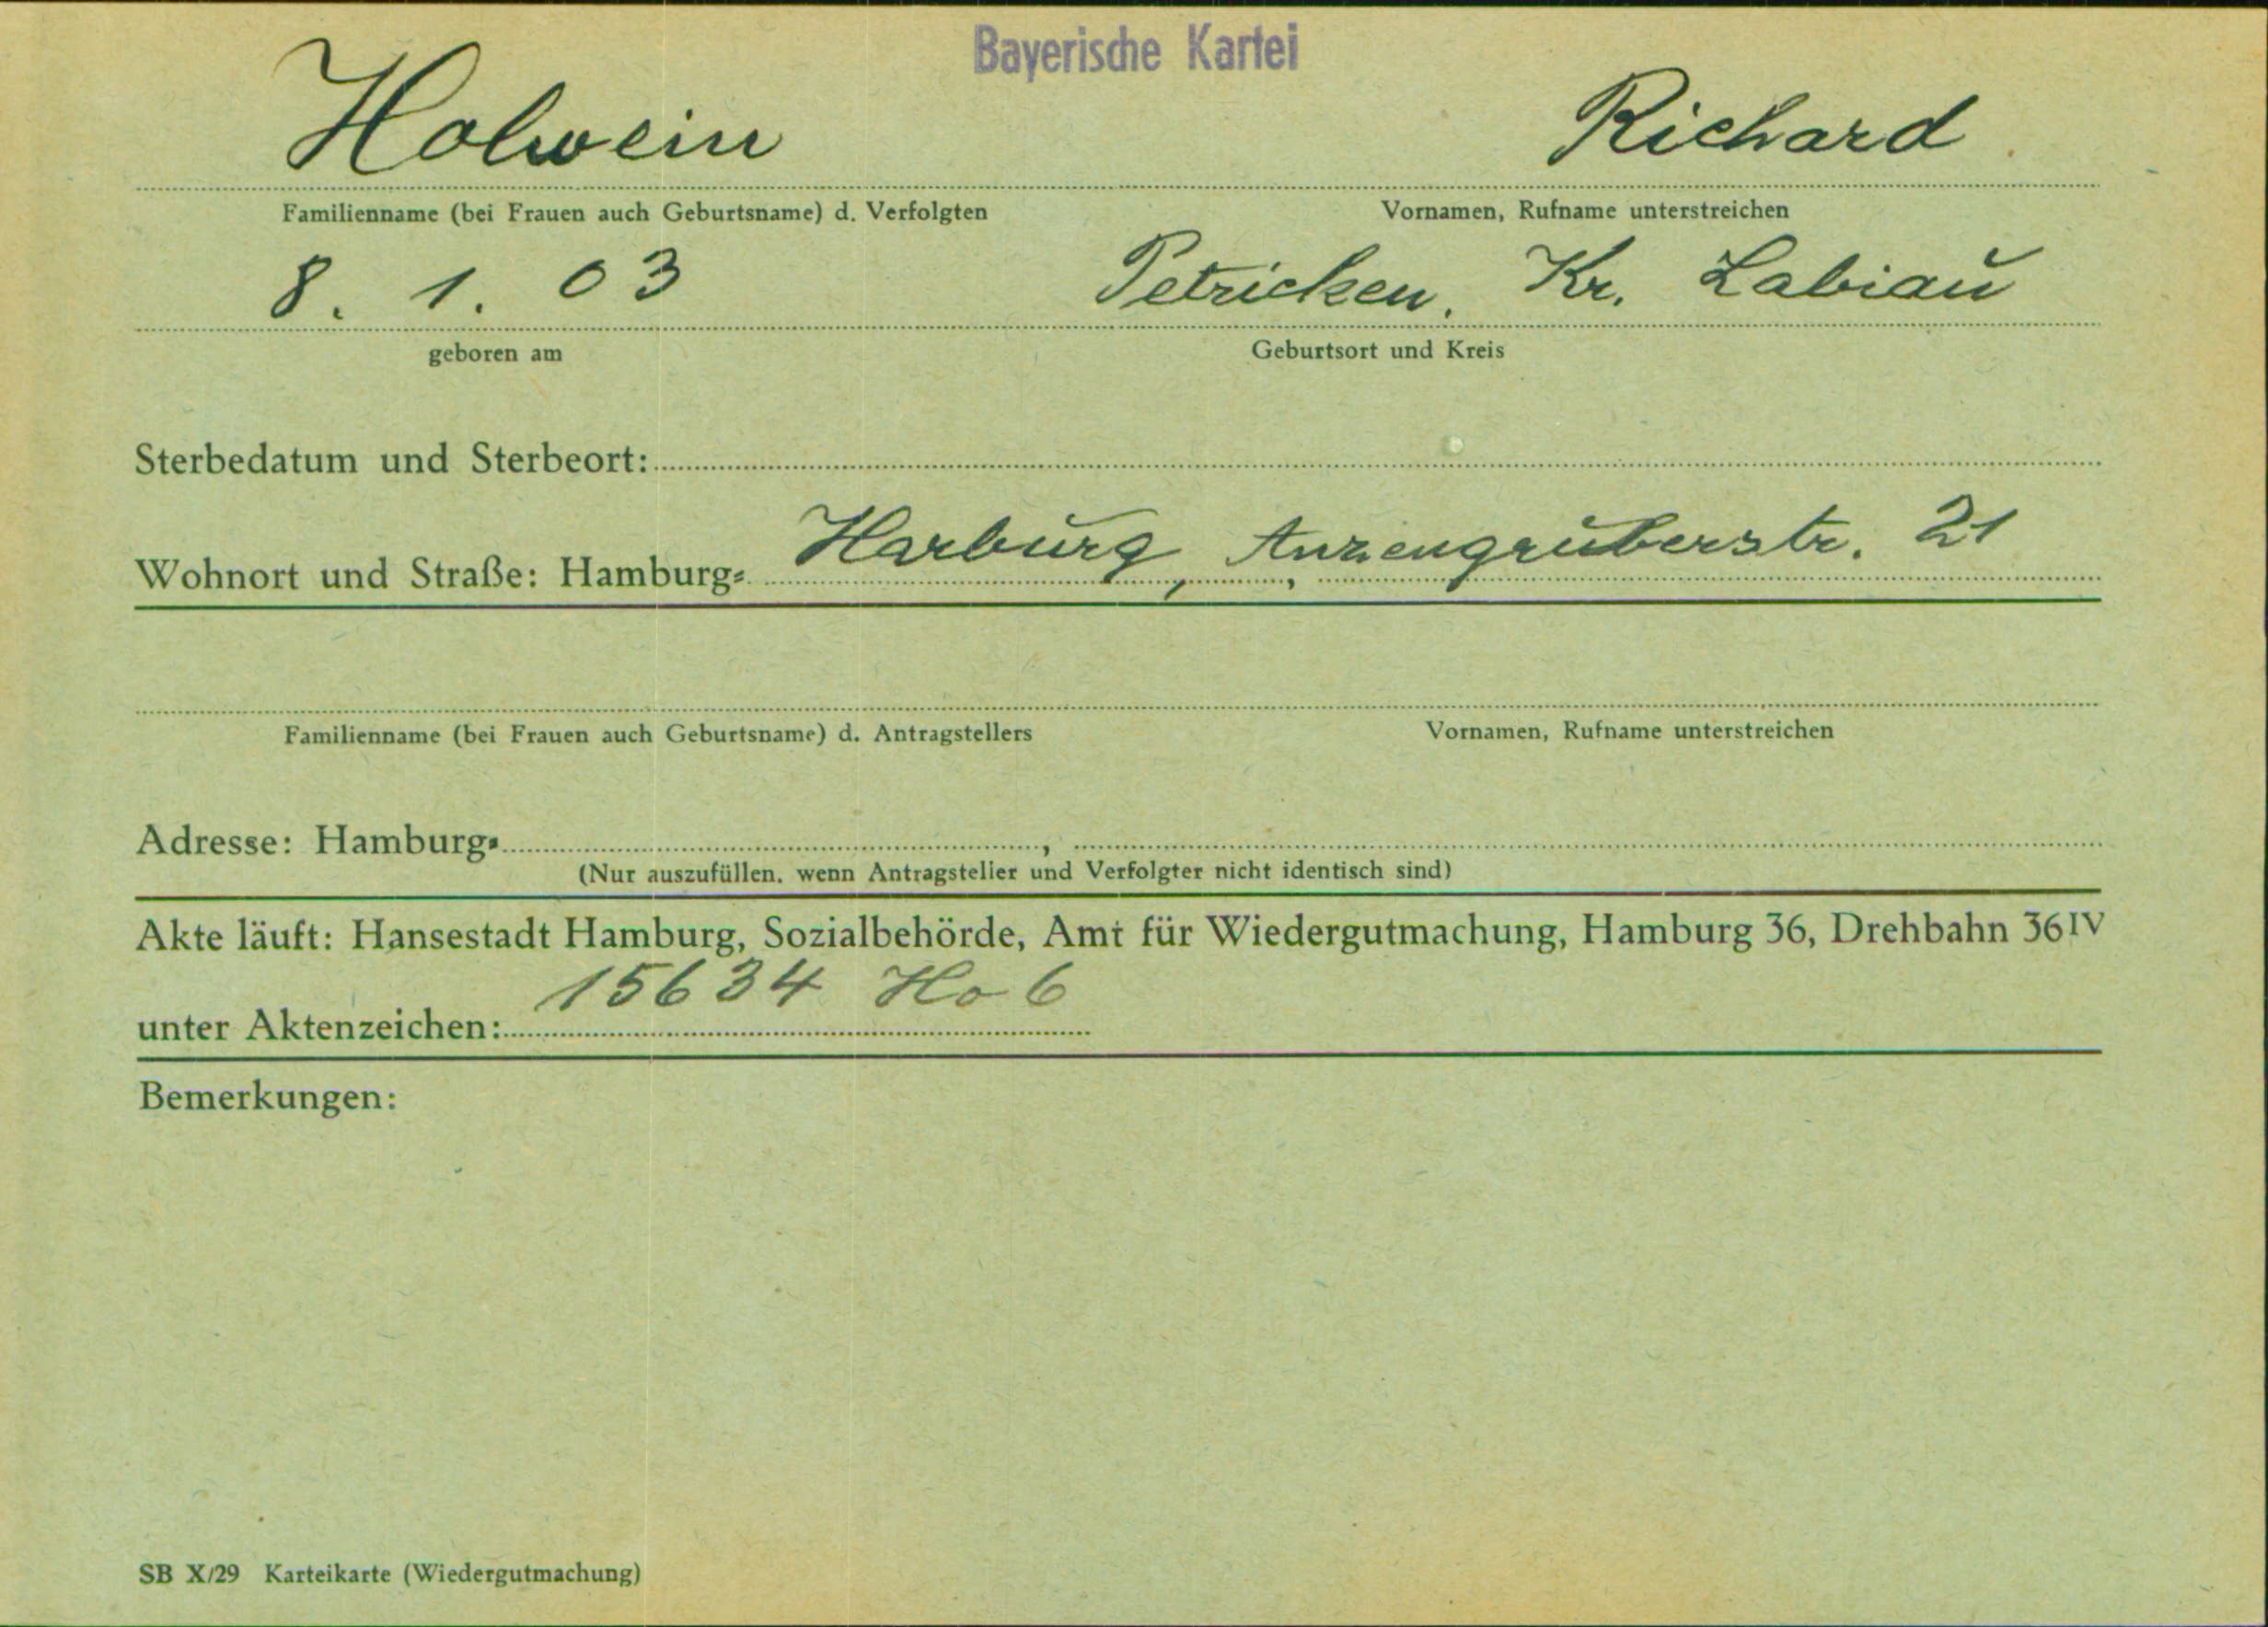 Bayerische Kartei
Holwein Richard
Familienname (bei Frauen auch Geburtsname) d. Verfolgten Vornamen, Rufname unterstreichen
8. 1. 03 Petricken, Kr. Labiau
geboren am Geburtsort und Kreis
Sterbedatum und Sterbeort:
Wohnort und Straße: Hamburg- Harburg, Anzengruberstr. 21
Familienname (bei Frauen auch Geburtsname) d. Antragstellers Vornamen, Rufname unterstreichen
Adresse: Hamburg- ,
(Nur auszufüllen, wenn Antragsteller und Verfolgter nicht identisch sind)
Akte läuft: Hansestadt Hamburg, Sozialbehörde, Amt für Wiedergutmachung, Hamburg 36, Drehbahn 36 IV
unter Aktenzeichen: 15634 Ho 6
Bemerkungen:
SB X/29 Karteikarte (Wiedergutmachung)